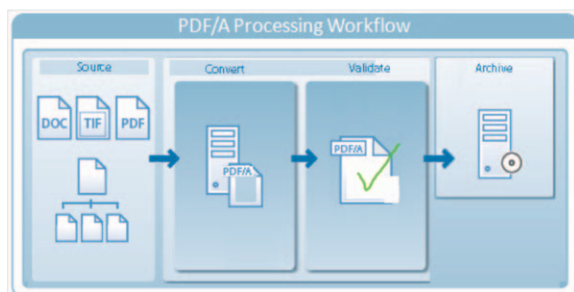 PDF/A Processing Workflow
Source
Convert
Validate
Archive
DOC TIF PDF
PDF/A
PDF/A